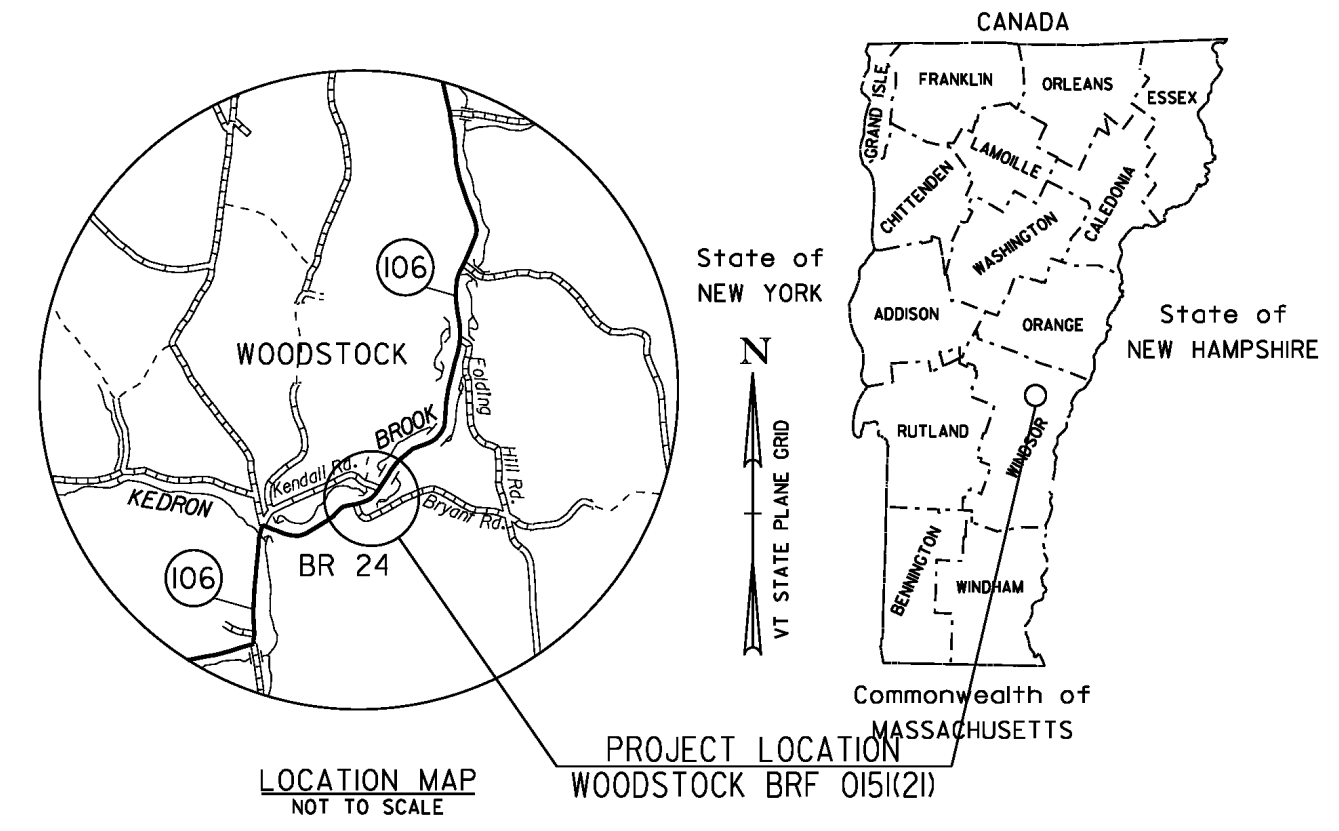 CANADA
GRAND ISLE
FRANKLIN
ORLEANS
ESSEX
LAMOILLE
CHITTENDEN
CALEDONIA
WASHINGTON
State of
NEW YORK
ADDISON
ORANGE
State of
NEW HAMPSHIRE
RUTLAND
WINDSOR
BENNINGTON
WINDHAM
Commonwealth of
MASSACHUSETTS
N
VT STATE PLANE GRID
106
WOODSTOCK
Folding
Hill Rd.
BROOK
Kendall Rd.
Bryant Rd.
KEDRON
BR 24
106
PROJECT LOCATION
WOODSTOCK BRF 0151(21)
LOCATION MAP
NOT TO SCALE